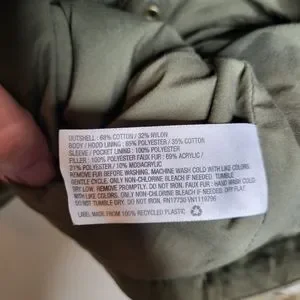 OUTSHELL : 68% COTTON / 32% NYLON
BODY / HOOD LINING : 65% POLYESTER / 35% COTTON
SLEEVE / POCKET LINING : 100% POLYESTER
FILLER : 100% POLYESTER FAUX FUR : 69% ACRYLIC /
21% POLYESTER / 10% MODACRYLIC
REMOVE FUR BEFORE WASHING. MACHINE WASH COLD WITH LIKE COLORS.
GENTLE CYCLE. ONLY NON-CHLORINE BLEACH IF NEEDED. TUMBLE
DRY LOW. REMOVE PROMPTLY. DO NOT IRON. FAUX FUR : HAND WASH COLD
WITH LIKE COLORS. ONLY NON-CHLORINE BLEACH IF NEEDED. DRY FLAT.
DO NOT TUMBLE DRY. DO NOT IRON. RN17730 VN1119796
LABEL MADE FROM 100% RECYCLED PLASTIC